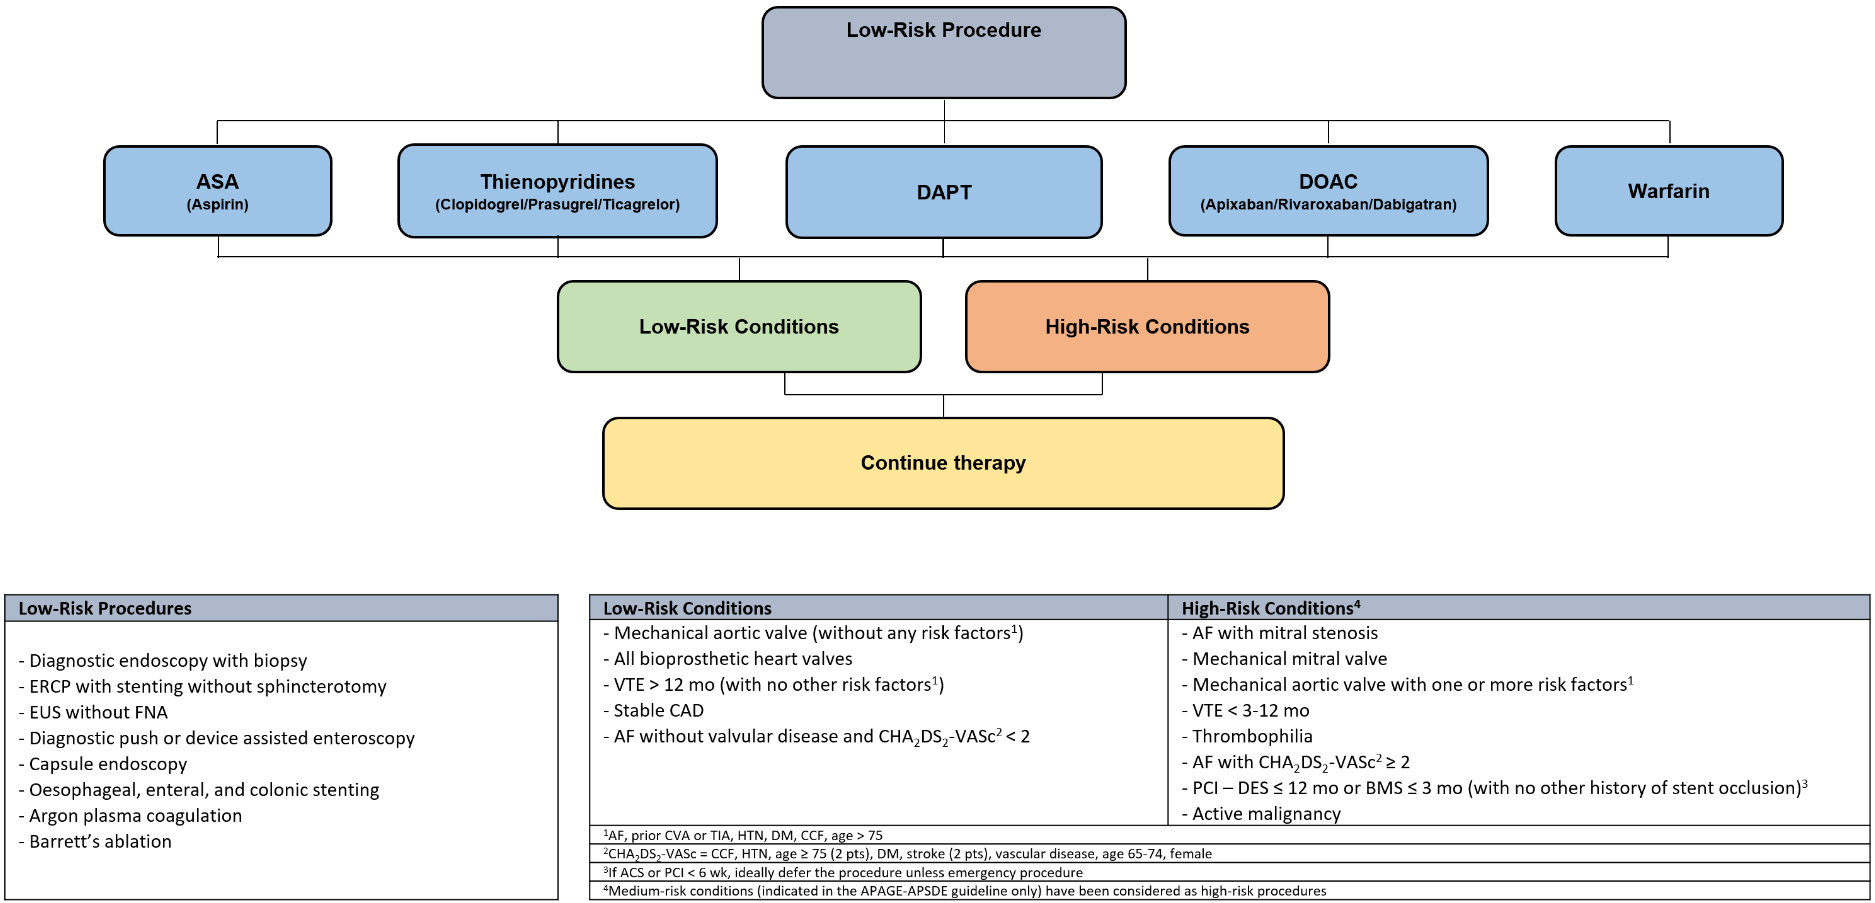 Low-Risk Procedure
ASA
(Aspirin)
Thienopyridines
(Clopidogrel/Prasugrel/Ticagrelor)
DAPT
DOAC
(Apixaban/Rivaroxaban/Dabigatran)
Warfarin
Low-Risk Conditions
High-Risk Conditions
Continue therapy
Low-Risk Procedures
- Diagnostic endoscopy with biopsy
- ERCP with stenting without sphincterotomy
- EUS without FNA
- Diagnostic push or device assisted enteroscopy
- Capsule endoscopy
- Oesophageal, enteral, and colonic stenting
- Argon plasma coagulation
- Barrett’s ablation
Low-Risk Conditions
- Mechanical aortic valve (without any risk factors¹)
- All bioprosthetic heart valves
- VTE > 12 mo (with no other risk factors¹)
- Stable CAD
- AF without valvular disease and CHA₂DS₂-VASc² < 2
High-Risk Conditions⁴
- AF with mitral stenosis
- Mechanical mitral valve
- Mechanical aortic valve with one or more risk factors¹
- VTE < 3-12 mo
- Thrombophilia
- AF with CHA₂DS₂-VASc² ≥ 2
- PCI – DES ≤ 12 mo or BMS ≤ 3 mo (with no other history of stent occlusion)³
- Active malignancy
¹AF, prior CVA or TIA, HTN, DM, CCF, age > 75
²CHA₂DS₂-VASc = CCF, HTN, age ≥ 75 (2 pts), DM, stroke (2 pts), vascular disease, age 65-74, female
³If ACS or PCI < 6 wk, ideally defer the procedure unless emergency procedure
⁴Medium-risk conditions (indicated in the APAGE-APSDE guideline only) have been considered as high-risk procedures